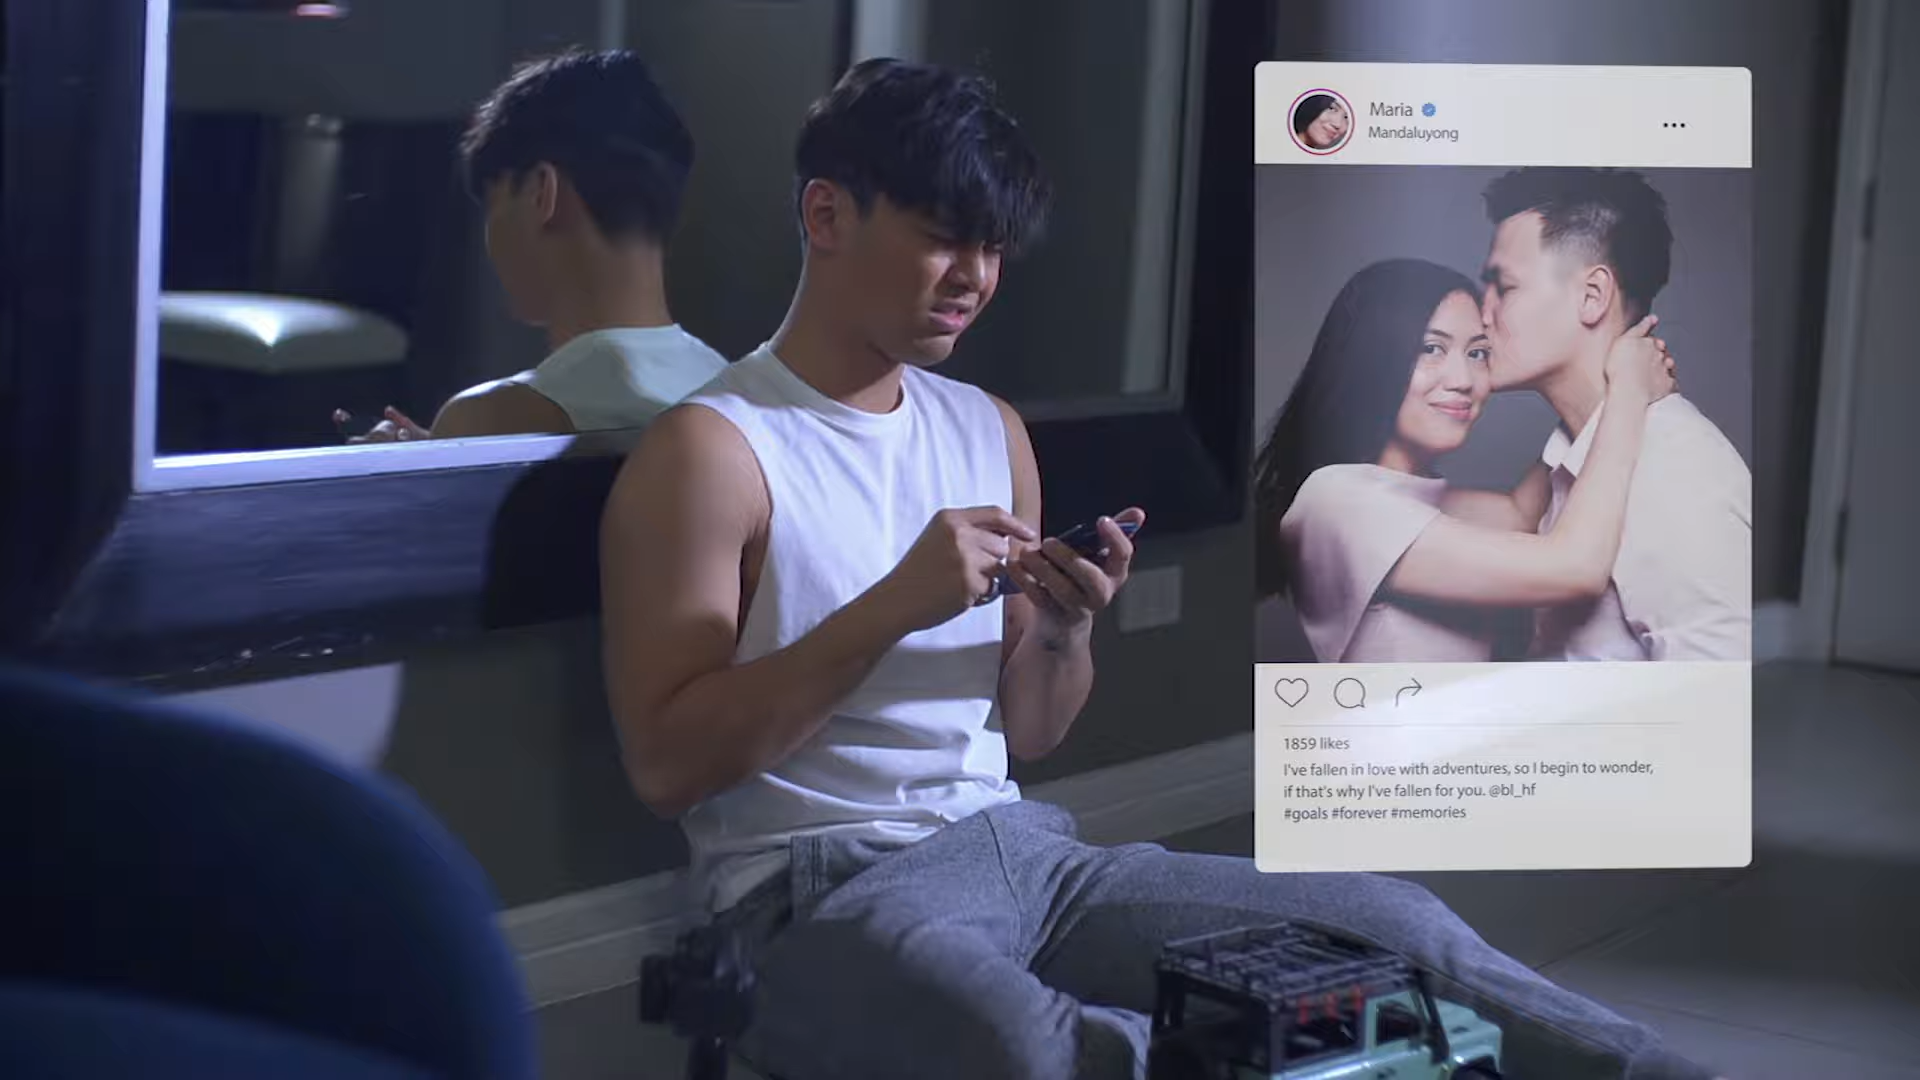 Maria
Mandaluyong
1859 likes
I've fallen in love with adventures, so I begin to wonder,
if that's why I've fallen for you. @bl_hf
#goals #forever #memories